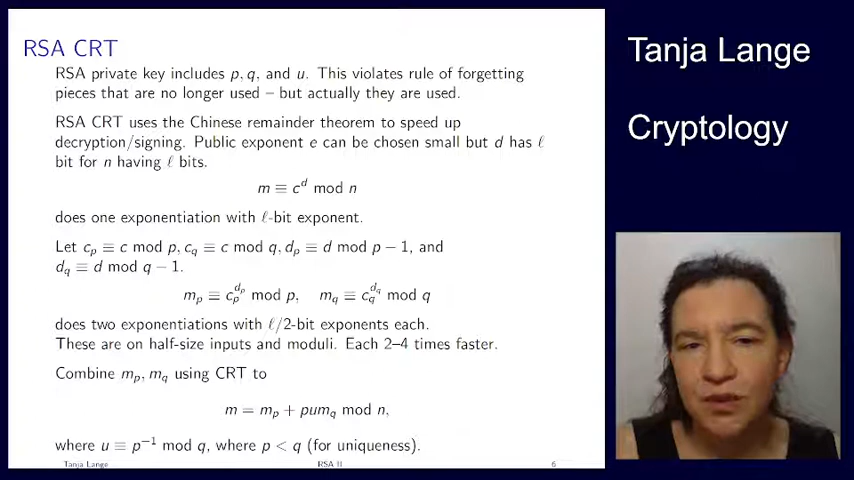 RSA CRT
RSA private key includes p, q, and u. This violates rule of forgetting
pieces that are no longer used – but actually they are used.
RSA CRT uses the Chinese remainder theorem to speed up
decryption/signing. Public exponent e can be chosen small but d has ℓ
bit for n having ℓ bits.
m ≡ c^d mod n
does one exponentiation with ℓ-bit exponent.
Let c_p ≡ c mod p, c_q ≡ c mod q, d_p ≡ d mod p − 1, and
d_q ≡ d mod q − 1.
m_p ≡ c_p^{d_p} mod p, m_q ≡ c_q^{d_q} mod q
does two exponentiations with ℓ/2-bit exponents each.
These are on half-size inputs and moduli. Each 2–4 times faster.
Combine m_p, m_q using CRT to
m = m_p + pum_q mod n,
where u ≡ p^{−1} mod q, where p < q (for uniqueness).
Tanja Lange RSA II 6
Tanja Lange
Cryptology